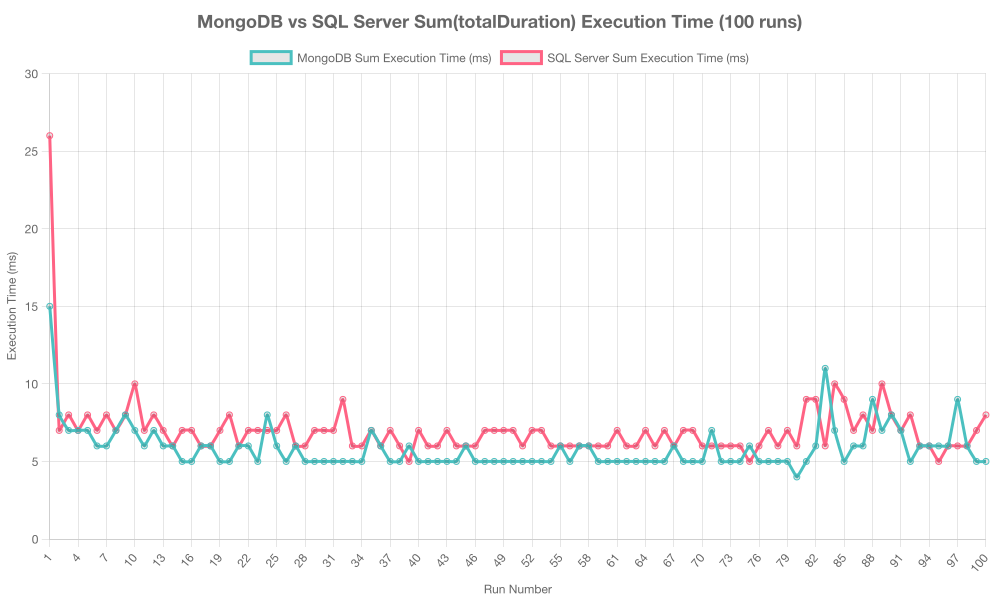 MongoDB vs SQL Server Sum(totalDuration) Execution Time (100 runs)
MongoDB Sum Execution Time (ms) SQL Server Sum Execution Time (ms)
30
25
20
15
10
5
0
Execution Time (ms)
1 4 7 10 13 16 19 22 25 28 31 34 37 40 43 46 49 52 55 58 61 64 67 70 73 76 79 82 85 88 91 94 97 100
Run Number